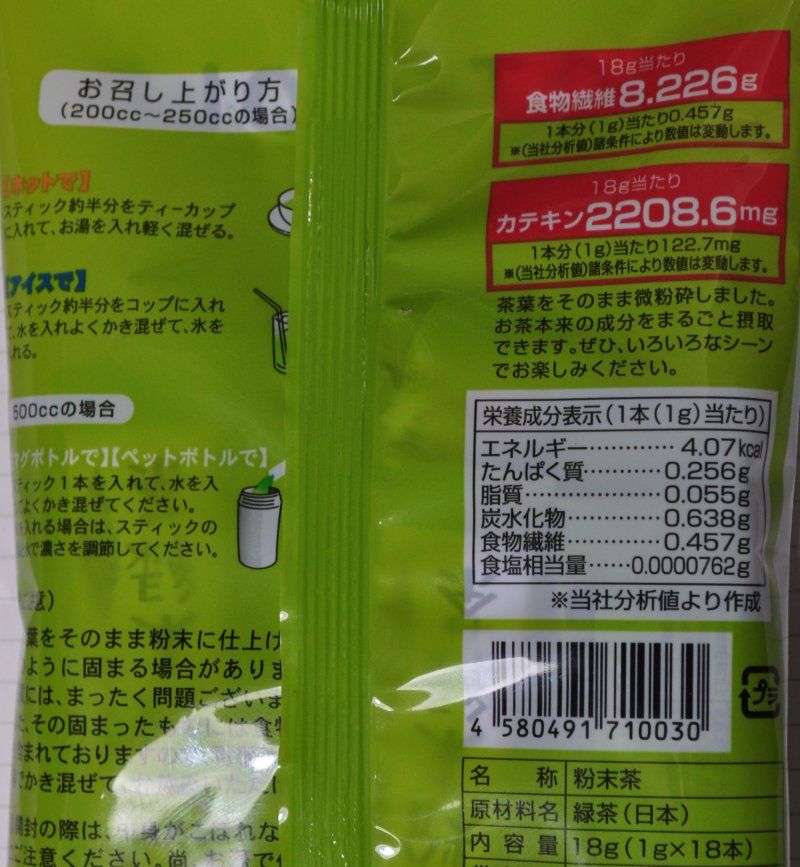 お召し上がり方
(200cc〜250ccの場合)
ホットで】
スティック約半分をティーカップ
に入れて、お湯を入れ軽く混ぜる。
【アイスで】
スティック約半分をコップに入れ
て、水を入れよくかき混ぜて、氷を
れる。
500ccの場合
マグボトルで】【ペットボトルで】
ティック1本を入れて、水を入
てよくかき混ぜてください。
を入れる場合は、スティックの
水で濃さを調節してください。
意)
葉をそのまま粉末に仕上げ
ように固まる場合がありま
には、まったく問題ございま
、その固まったも
含まれております
かき混ぜて
開封の際は、中身がこぼれな
ご注意ください。尚、
18g当たり
食物繊維8.226g
1本分(1g)当たり0.457g
※(当社分析値)諸条件により数値は変動します。
18g当たり
カテキン2208.6mg
1本分(1g)当たり122.7mg
※(当社分析値)諸条件により数値は変動します。
茶葉をそのまま微粉砕しました。
お茶本来の成分をまるごと摂取
できます。ぜひ、いろいろなシーン
でお楽しみください。
栄養成分表示(1本(1g)当たり)
エネルギー…………4.07kcal
たんぱく質…………0.256g
脂質…………………0.055g
炭水化物……………0.638g
食物繊維……………0.457g
食塩相当量……0.0000762g
※当社分析値より作成
4 580491 710030
プラ
名 称 粉末茶
原材料名 緑茶(日本)
内容量 18g(1g×18本)